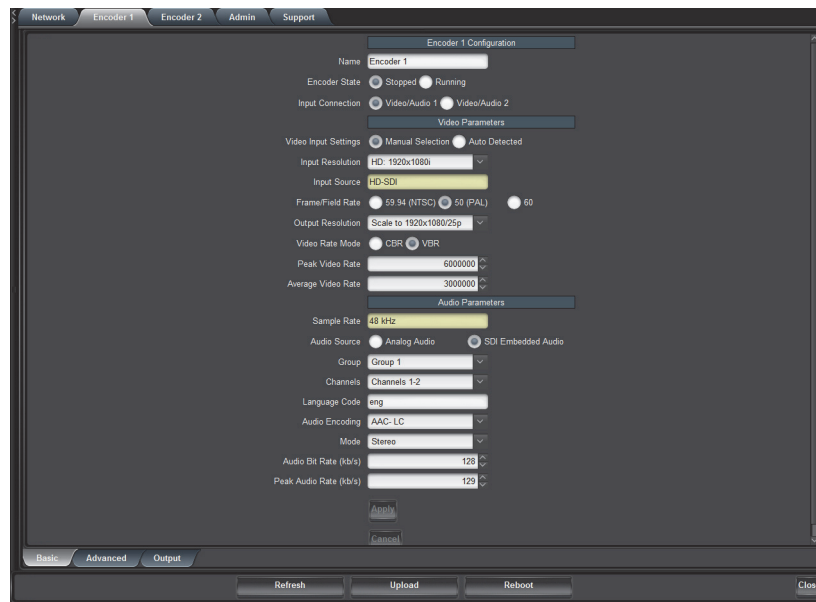 Network Encoder 1 Encoder 2 Admin Support
Encoder 1 Configuration
Name Encoder 1
Encoder State Stopped Running
Input Connection Video/Audio 1 Video/Audio 2
Video Parameters
Video Input Settings Manual Selection Auto Detected
Input Resolution HD: 1920x1080i
Input Source HD-SDI
Frame/Field Rate 59.94 (NTSC) 50 (PAL) 60
Output Resolution Scale to 1920x1080/25p
Video Rate Mode CBR VBR
Peak Video Rate 6000000
Average Video Rate 3000000
Audio Parameters
Sample Rate 48 kHz
Audio Source Analog Audio SDI Embedded Audio
Group Group 1
Channels Channels 1-2
Language Code eng
Audio Encoding AAC- LC
Mode Stereo
Audio Bit Rate (kb/s) 128
Peak Audio Rate (kb/s) 129
Apply
Cancel
Basic Advanced Output
Refresh Upload Reboot Clos